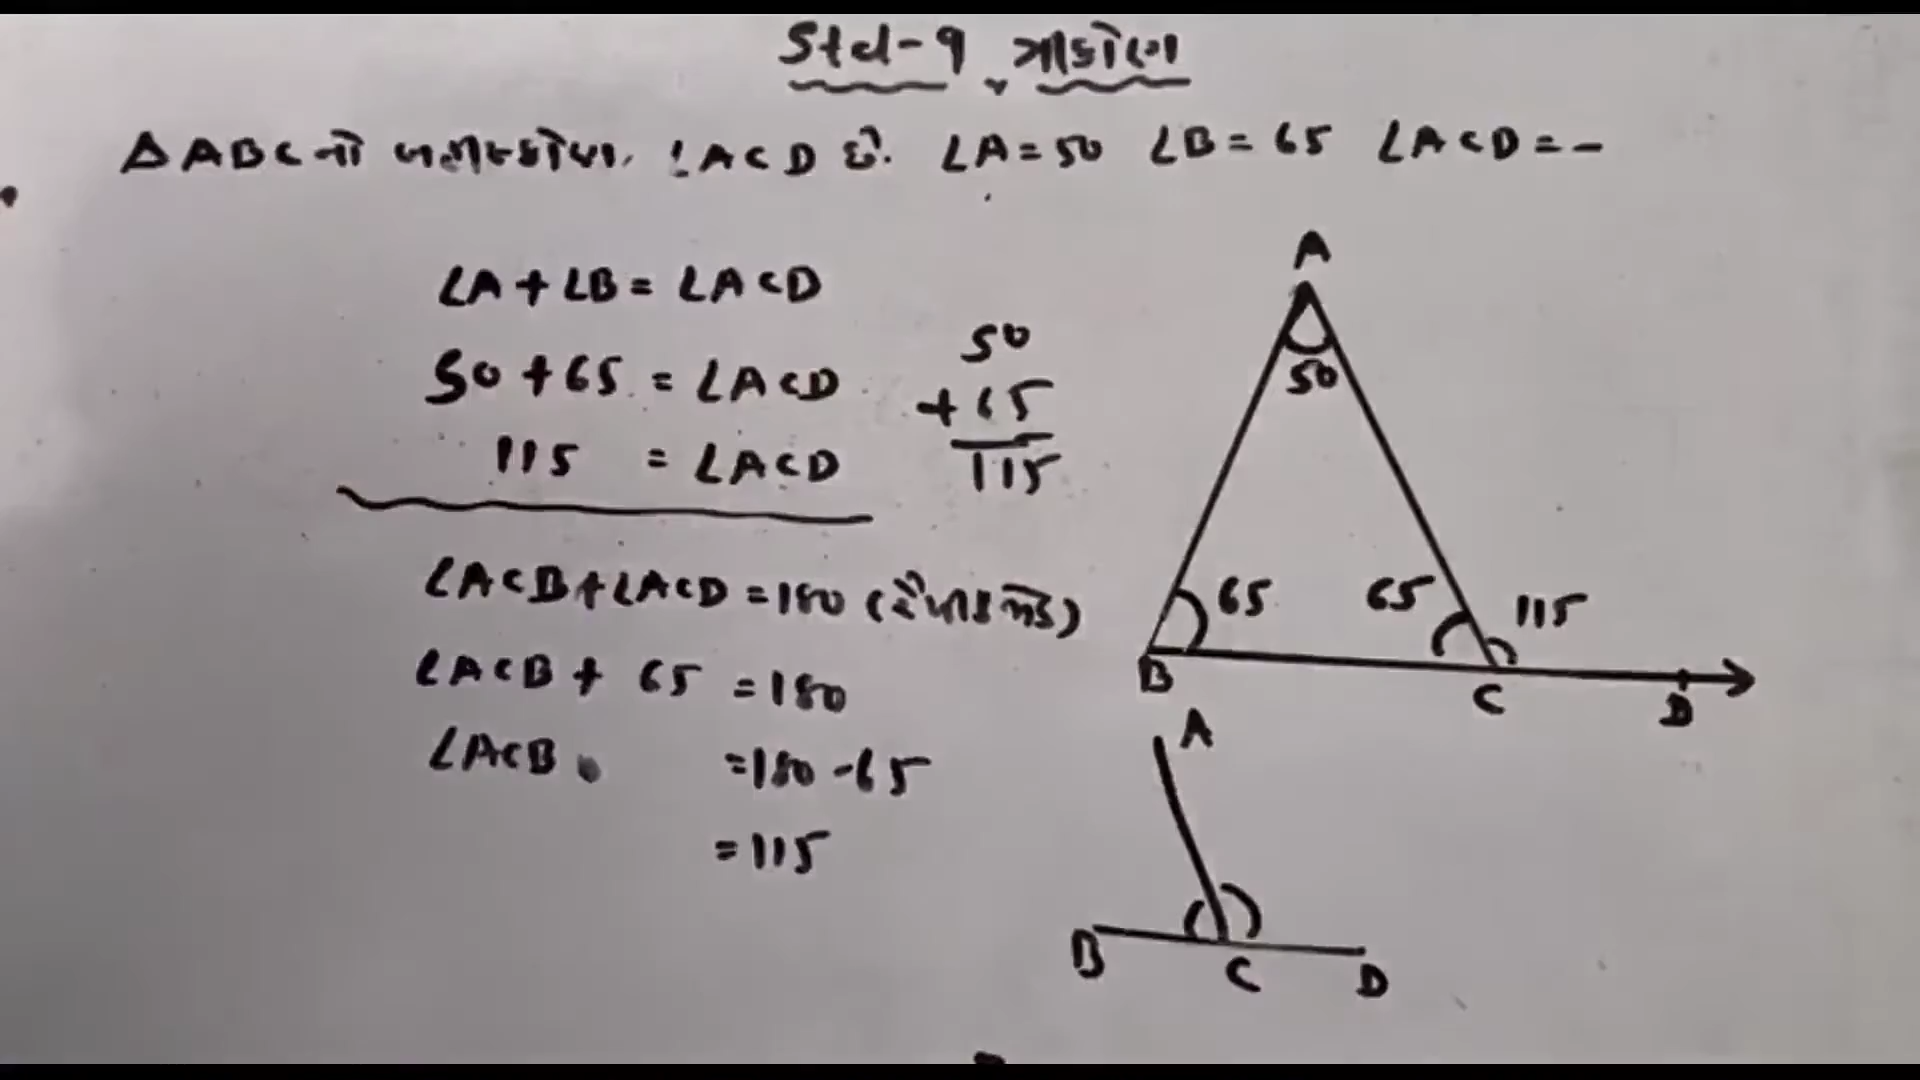 Std-9 ત્રિકોણ
△ABC નો બહિષ્કોણ ∠ACD છે. ∠A=50 ∠B=65 ∠ACD=-
∠A+∠B=∠ACD
50+65=∠ACD
115=∠ACD
50
+65
115
∠ACB+∠ACD=180
∠ACB+65=180
∠ACB=180-65
=115
A
50
65
65
115
B
C
D
A
B
C
D